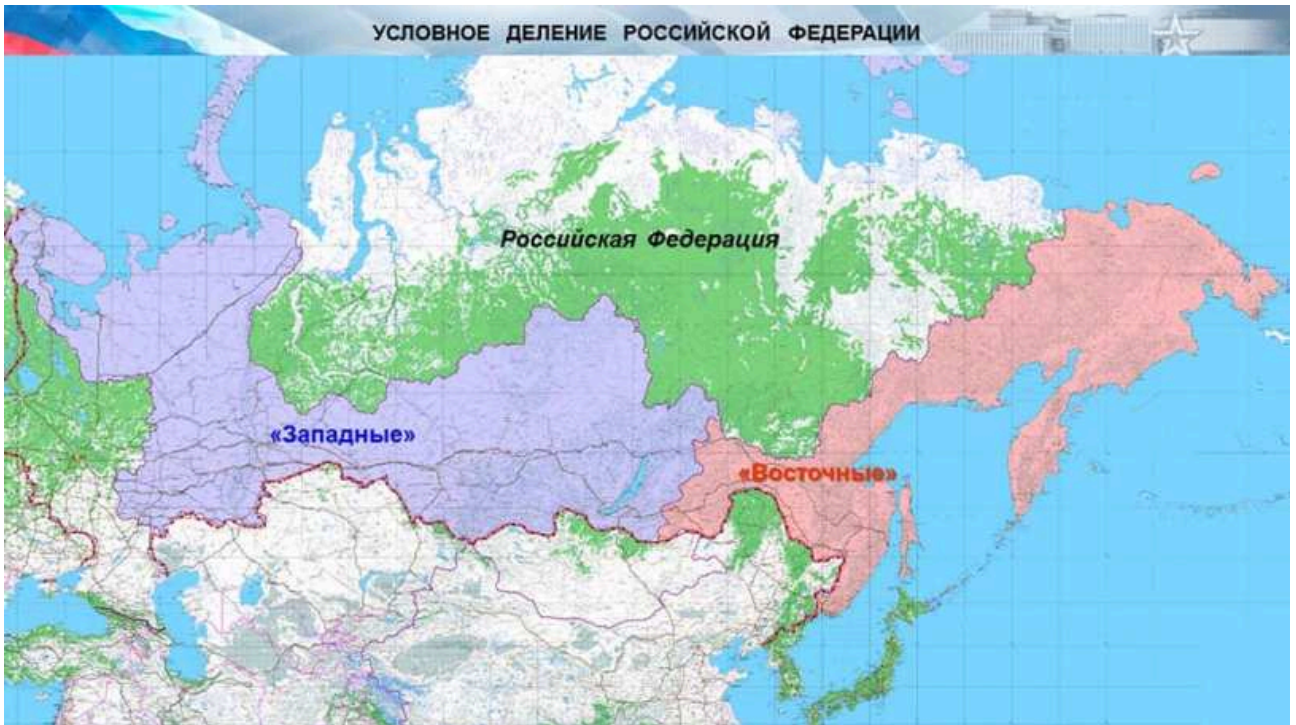 УСЛОВНОЕ ДЕЛЕНИЕ РОССИЙСКОЙ ФЕДЕРАЦИИ
Российская Федерация
«Западные»
«Восточные»